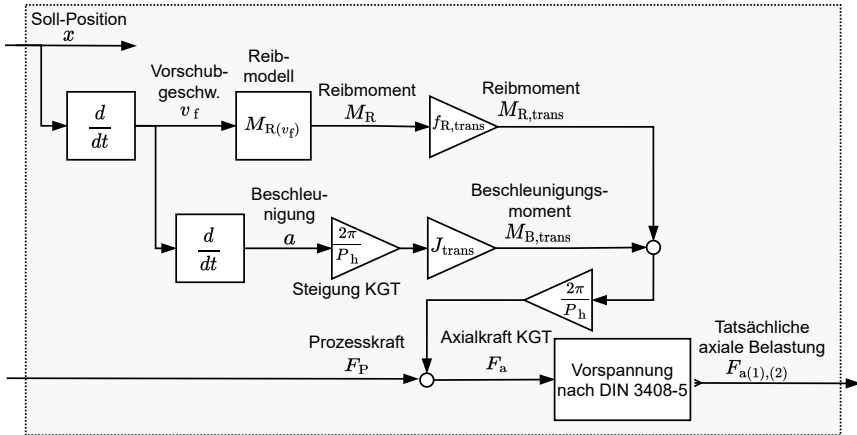 Soll-Position
x
Vorschub-
geschw.
v_f
Reib-
modell
Reibmoment
M_R
Reibmoment
M_R,trans
d
dt
M_R(v_f)
f_R,trans
Beschleu-
nigung
a
Beschleunigungs-
moment
M_B,trans
d
dt
2π
P_h
J_trans
Steigung KGT
2π
P_h
Prozesskraft
F_P
Axialkraft KGT
F_a
Vorspannung
nach DIN 3408-5
Tatsächliche
axiale Belastung
F_a(1),(2)